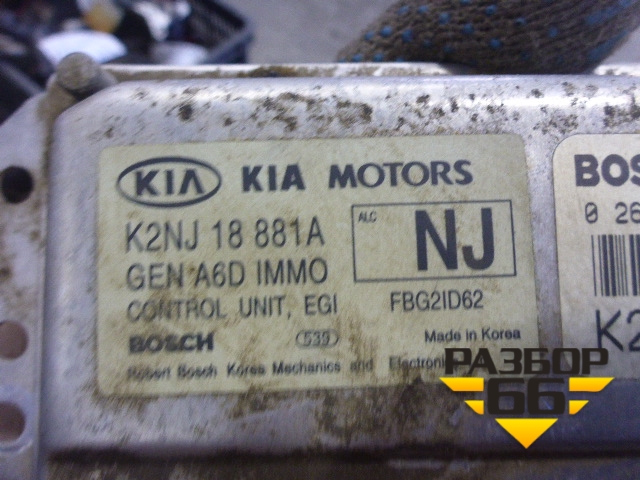 KIA KIA MOTORS
K2NJ 18 881A
ALC NJ
GEN A6D IMMO
CONTROL UNIT, EGI
FBG2ID62
BOSCH 539 Made in Korea
Robert Bosch Korea Mechanics and
BOS
0 26
K2
РАЗБОР
66